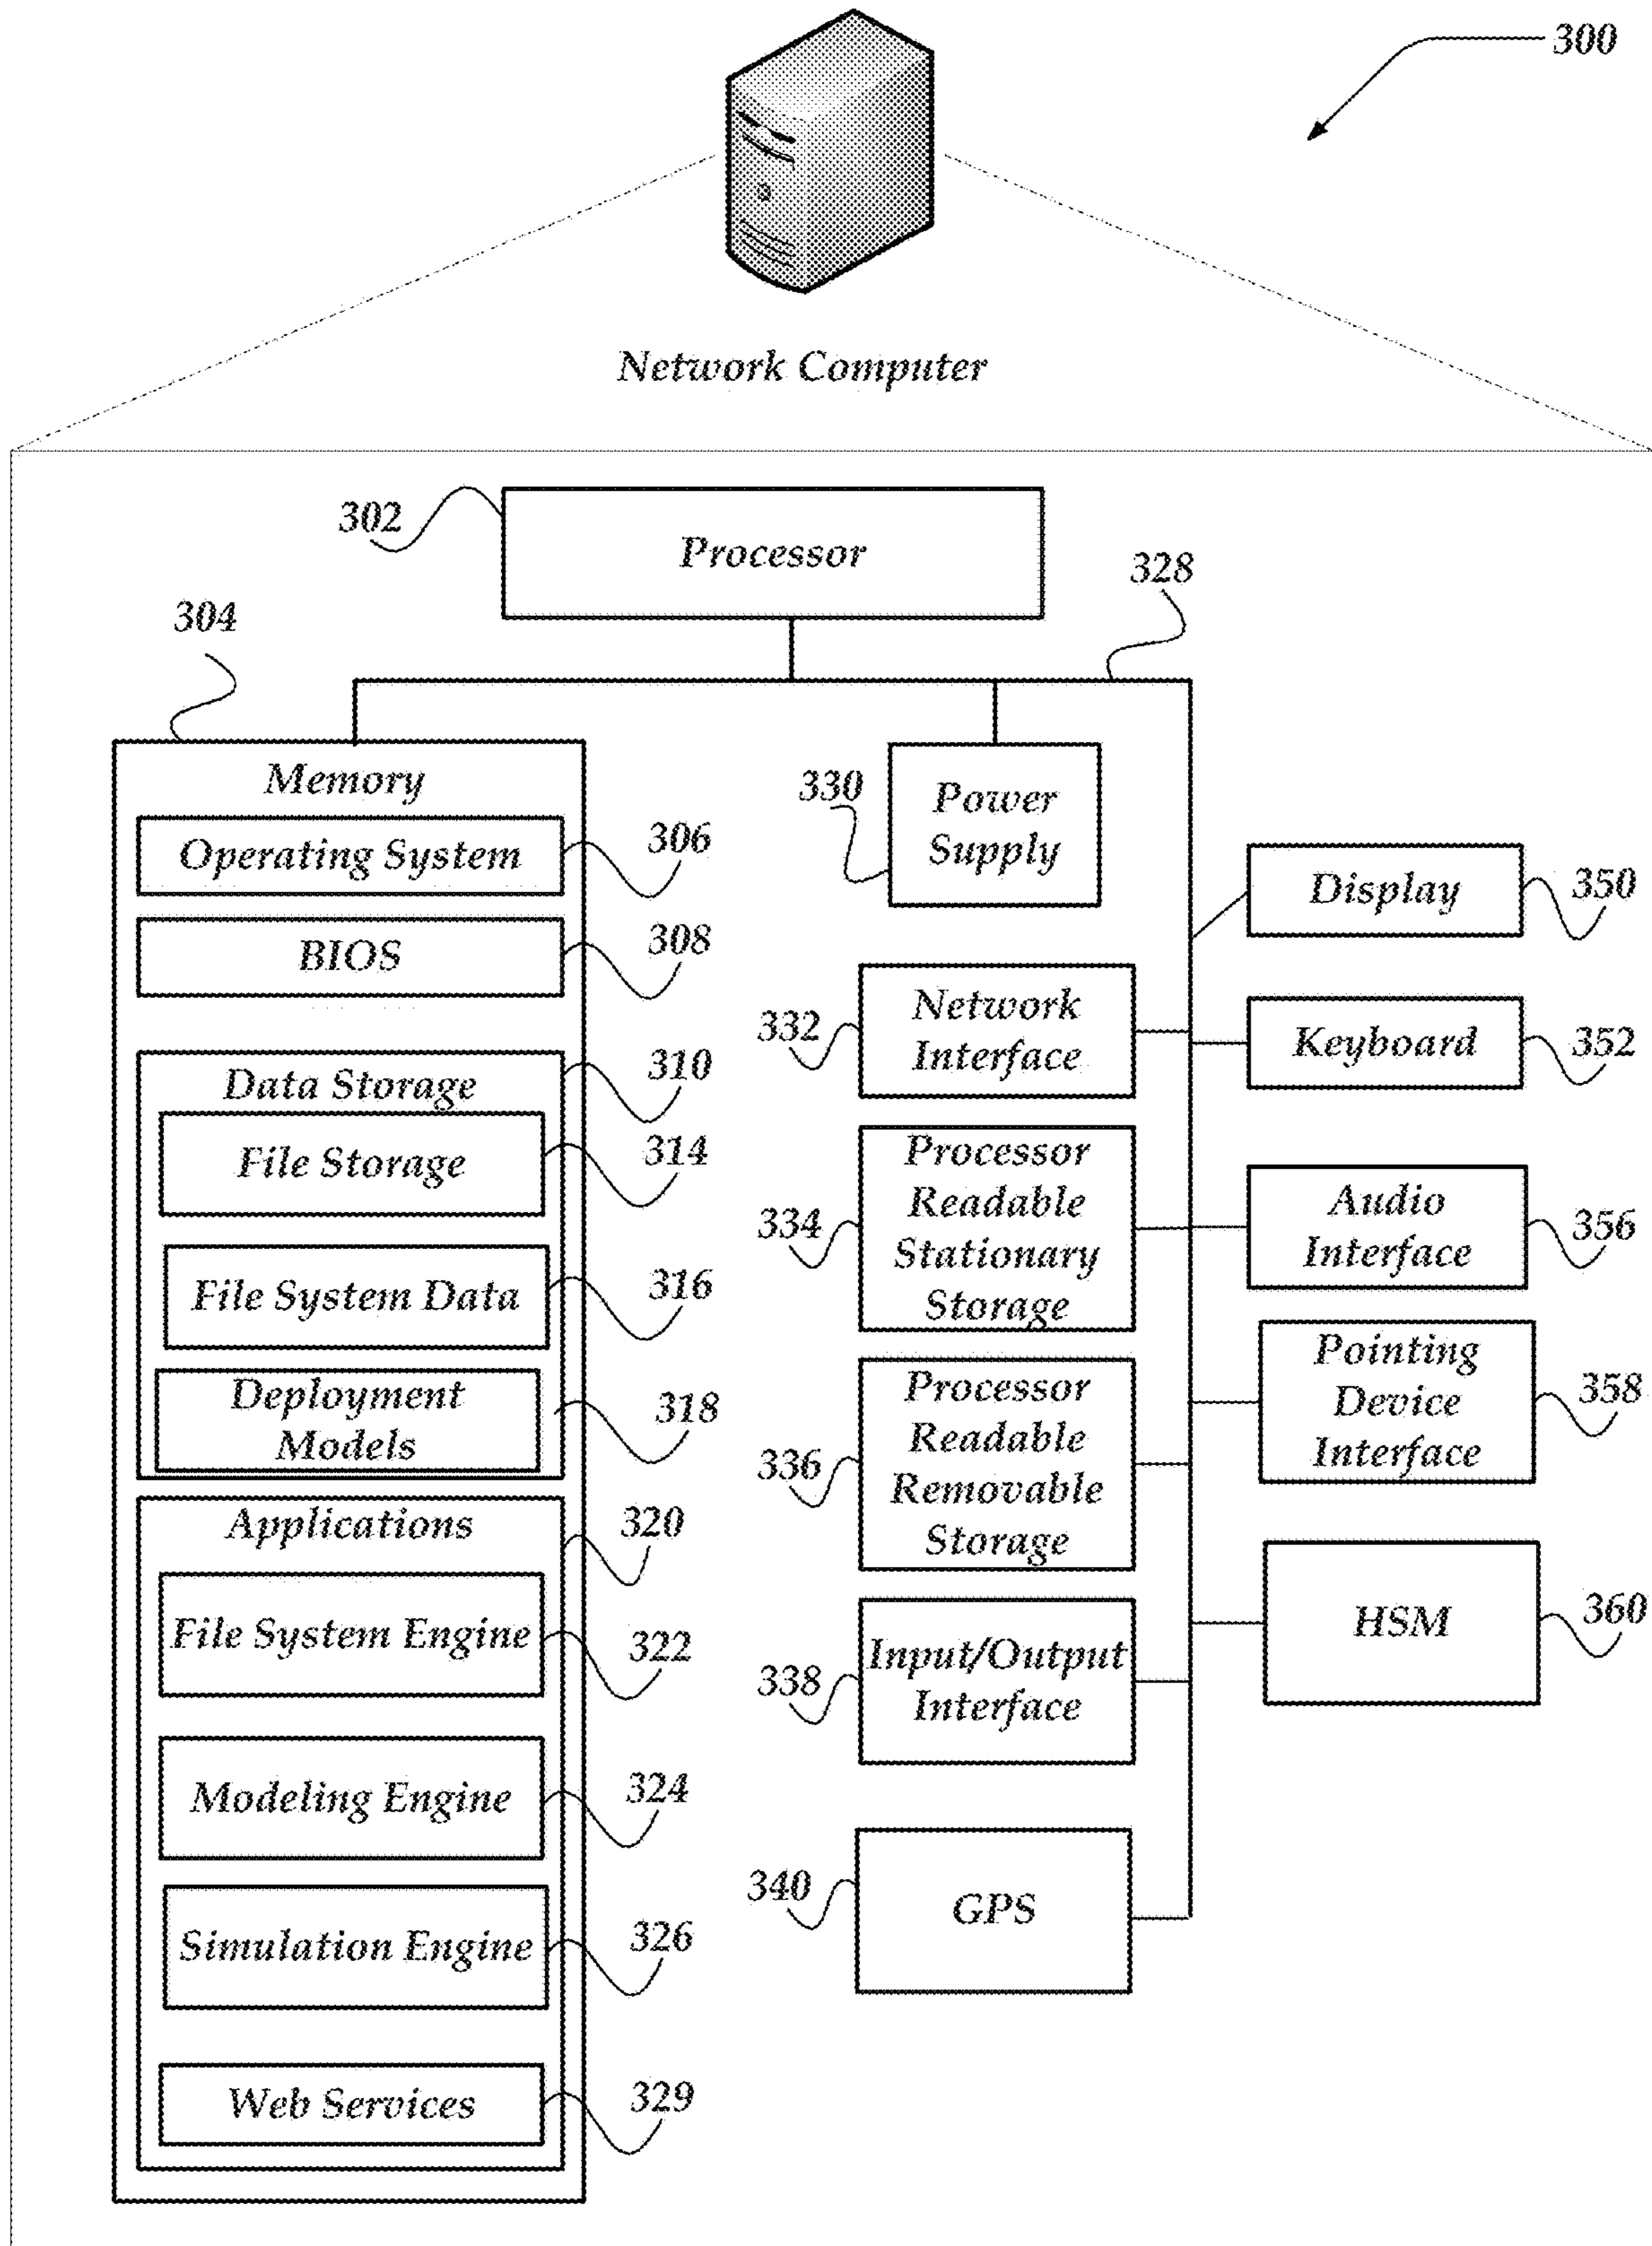 300
Network Computer
302
Processor
328
304
Memory
Operating System
306
BIOS
308
Data Storage
310
File Storage
314
File System Data
316
Deployment
Models
318
Applications
320
File System Engine
322
Modeling Engine
324
Simulation Engine
326
Web Services
329
330
Power
Supply
332
Network
Interface
334
Processor
Readable
Stationary
Storage
336
Processor
Readable
Removable
Storage
338
Input/Output
Interface
340
GPS
Display
350
Keyboard
352
Audio
Interface
356
Pointing
Device
Interface
358
HSM
360